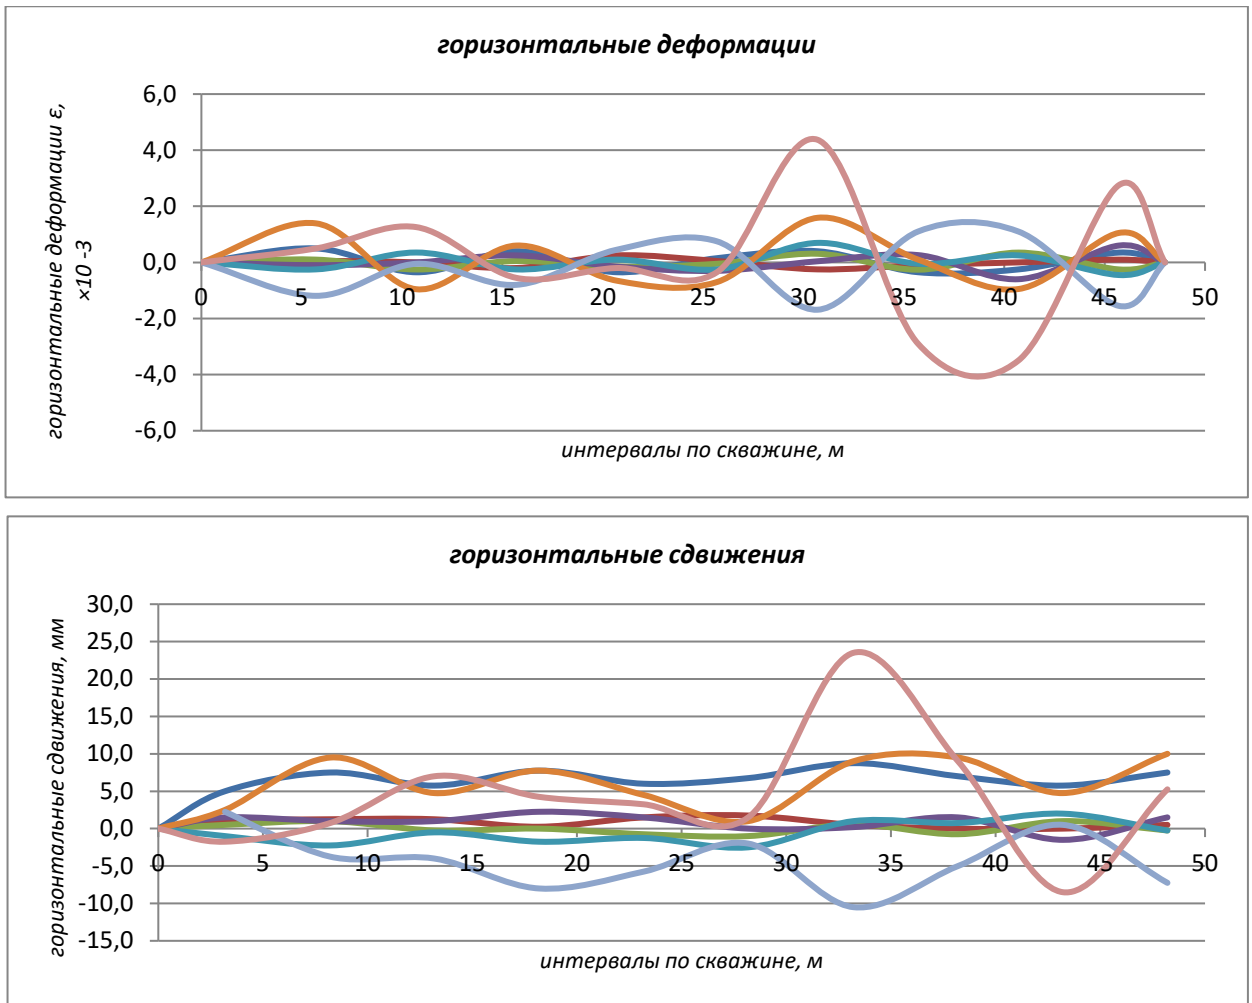 горизонтальные деформации
горизонтальные деформации ε,
×10 -3
6,0
4,0
2,0
0,0
-2,0
-4,0
-6,0
0 5 10 15 20 25 30 35 40 45 50
интервалы по скважине, м
горизонтальные сдвижения
горизонтальные сдвижения, мм
30,0
25,0
20,0
15,0
10,0
5,0
0,0
-5,0
-10,0
-15,0
0 5 10 15 20 25 30 35 40 45 50
интервалы по скважине, м